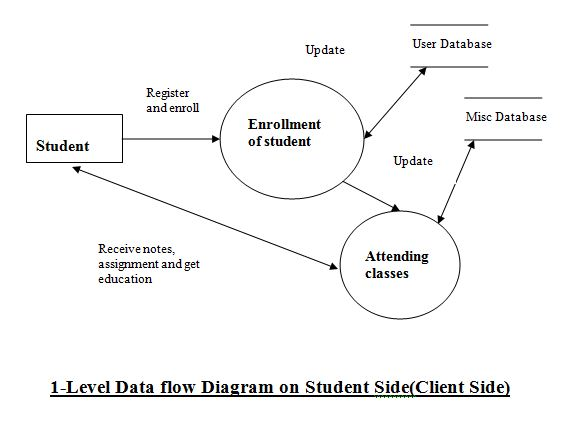 Update
User Database
Register
and enroll
Misc Database
Enrollment
of student
Student
Update
Receive notes,
assignment and get
education
Attending
classes
1-Level Data flow Diagram on Student Side(Client Side)